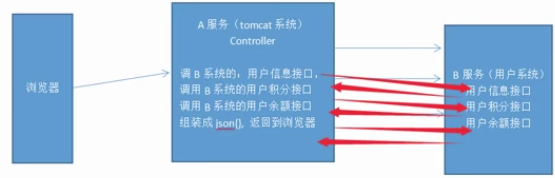 浏览器
A 服务（tomcat 系统）
Controller
调 B 系统的，用户信息接口，
调用 B 系统的用户积分接口
调用 B 系统的用户余额接口
组装成 json{}, 返回到浏览器
B 服务（用户系统）
用户信息接口
用户积分接口
用户余额接口